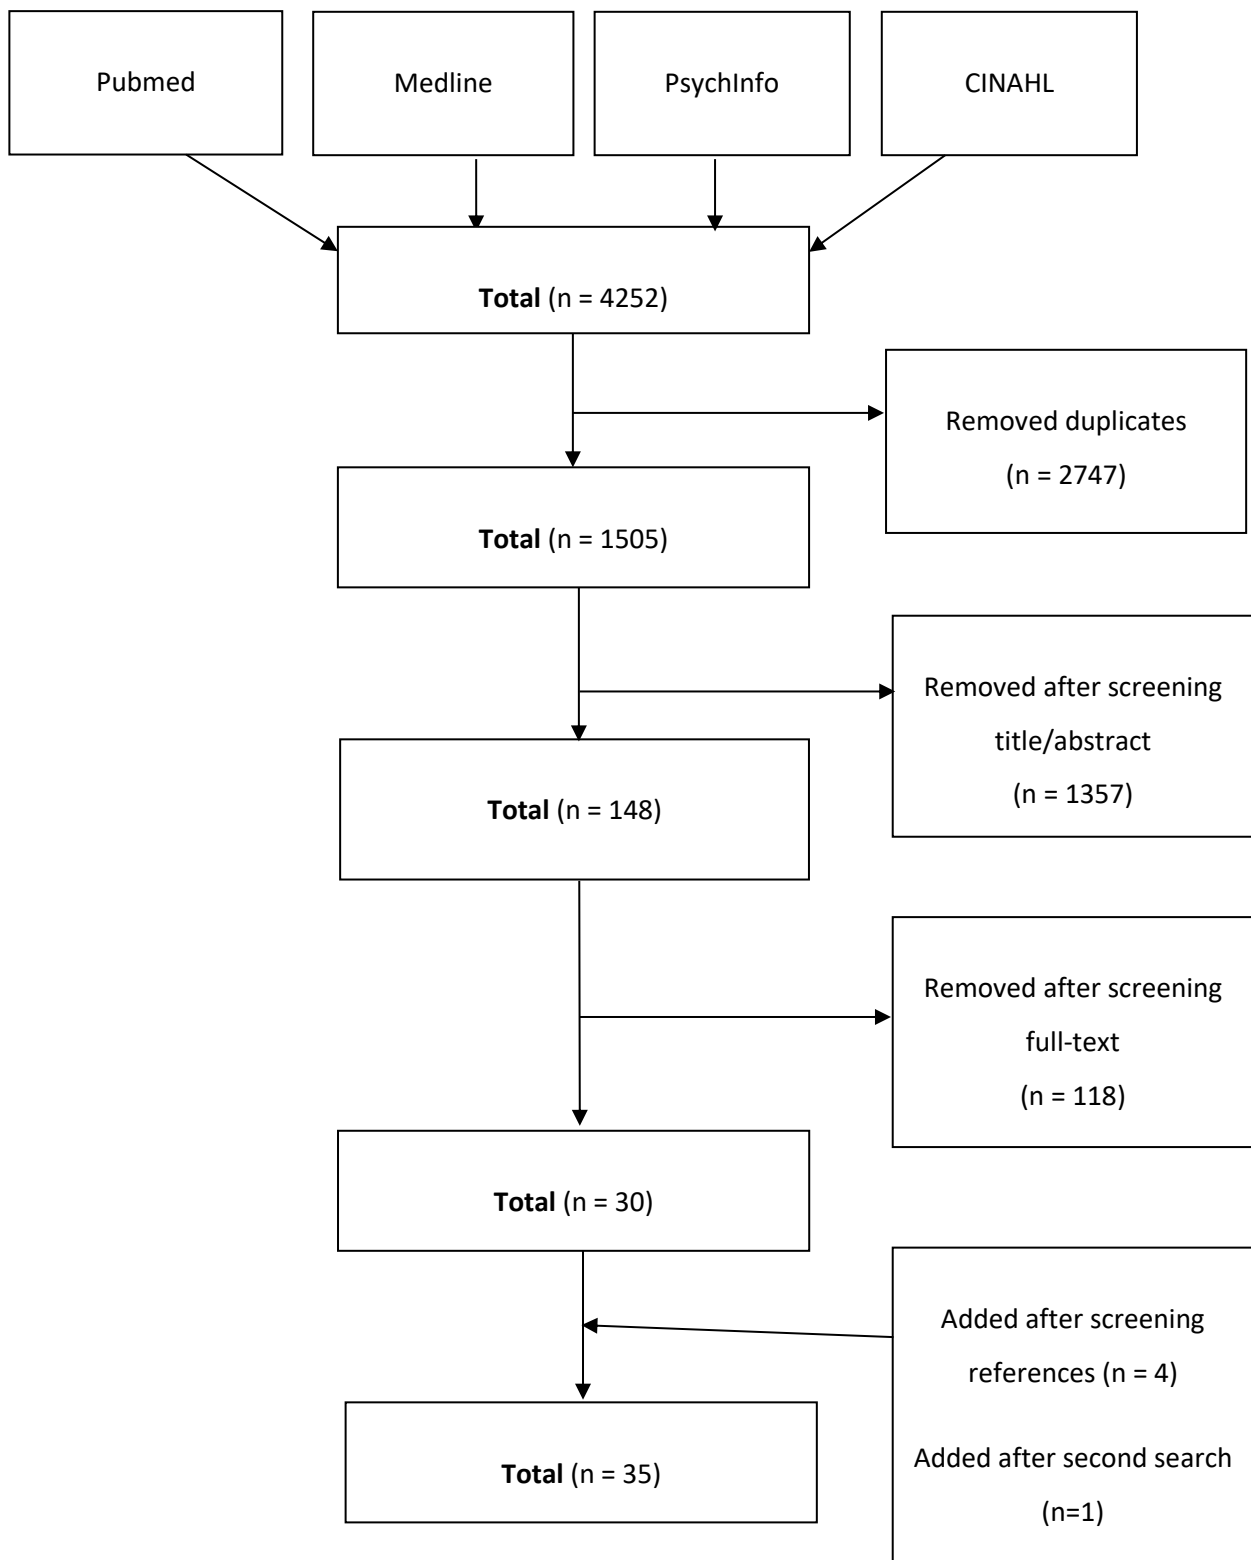 Pubmed
Medline
PsychInfo
CINAHL
Total (n = 4252)
Removed duplicates
(n = 2747)
Total (n = 1505)
Removed after screening
title/abstract
(n = 1357)
Total (n = 148)
Removed after screening
full-text
(n = 118)
Total (n = 30)
Added after screening
references (n = 4)
Added after second search
(n=1)
Total (n = 35)